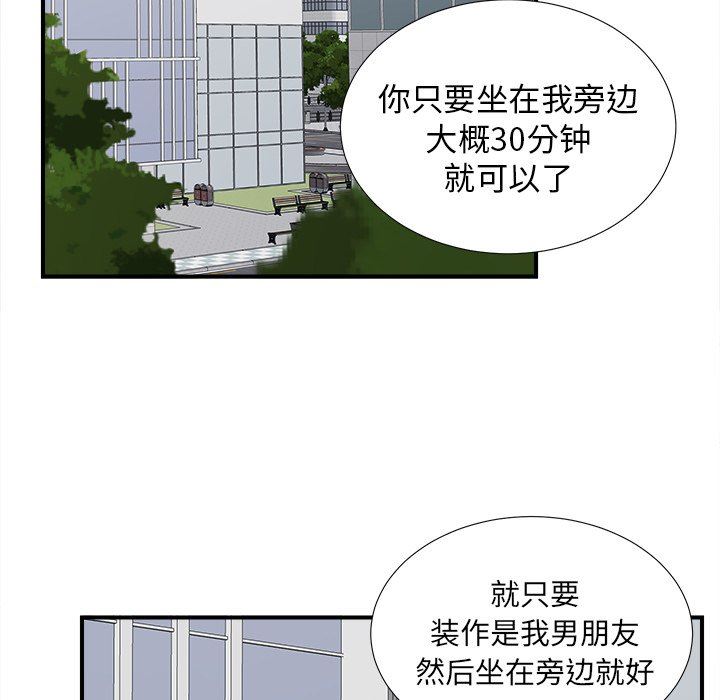 你只要坐在我旁边
大概30分钟
就可以了
就只要
装作是我男朋友
然后坐在旁边就好